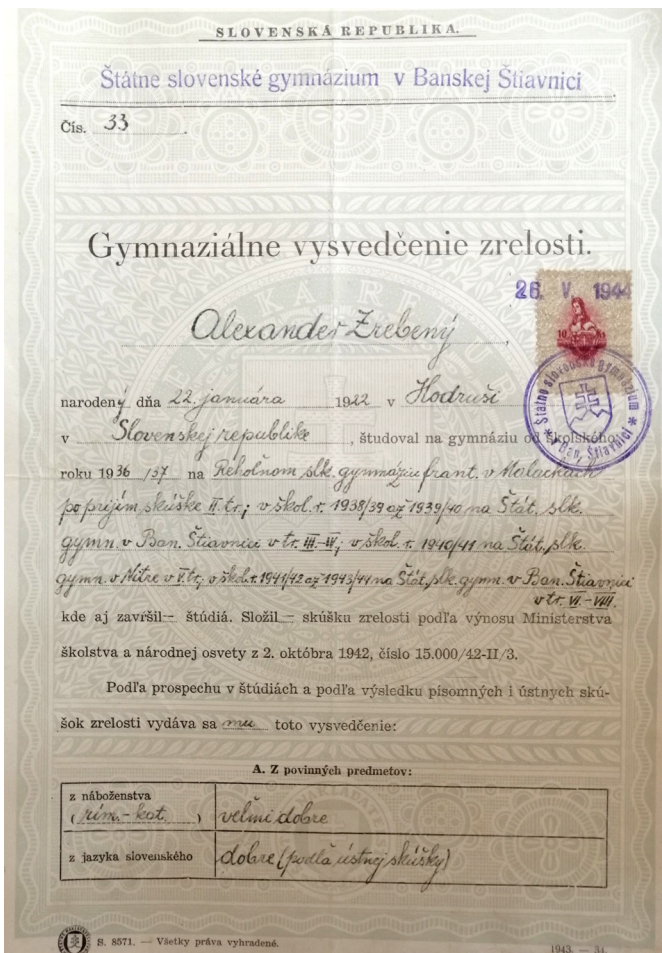 SLOVENSKÁ REPUBLIKA.
Štátne slovenské gymnázium v Banskej Štiavnici
Čís. 33
Gymnaziálne vysvedčenie zrelosti.
26. V. 1944
Alexander Zrebený,
10
Štátne slovenské gymnázium
* Ban. Štiavnici *
narodený dňa 22. januára 1922 v Hodruši
v Slovenskej republike, študoval na gymnáziu od školského
roku 1936/37 na Reholnom slk. gymnáziu frant. v Malackách
po prijím. skúške II. tr.; v škol. r. 1938/39 až 1939/40 na Štát. slk.
gymn. v Ban. Štiavnici v tr. III.-IV.; v škol. r. 1940/41 na Štát. slk.
gymn. v Nitre v V. tr.; v škol. r. 1941/42 až 1943/44 na Štát. slk. gymn. v Ban. Štiavnici
v tr. VI.-VIII.
kde aj završil— štúdiá. Složil— skúšku zrelosti podľa výnosu Ministerstva
školstva a národnej osvety z 2. októbra 1942, číslo 15.000/42-II/3.
Podľa prospechu v štúdiách a podľa výsledku písomných i ústnych skú-
šok zrelosti vydáva sa mu toto vysvedčenie:
A. Z povinných predmetov:
z náboženstva
(rím.-kat.) veľmi dobre
z jazyka slovenského dobre (podľa ústnej skúšky)
S. 8571. — Všetky práva vyhradené.
1943 — 34